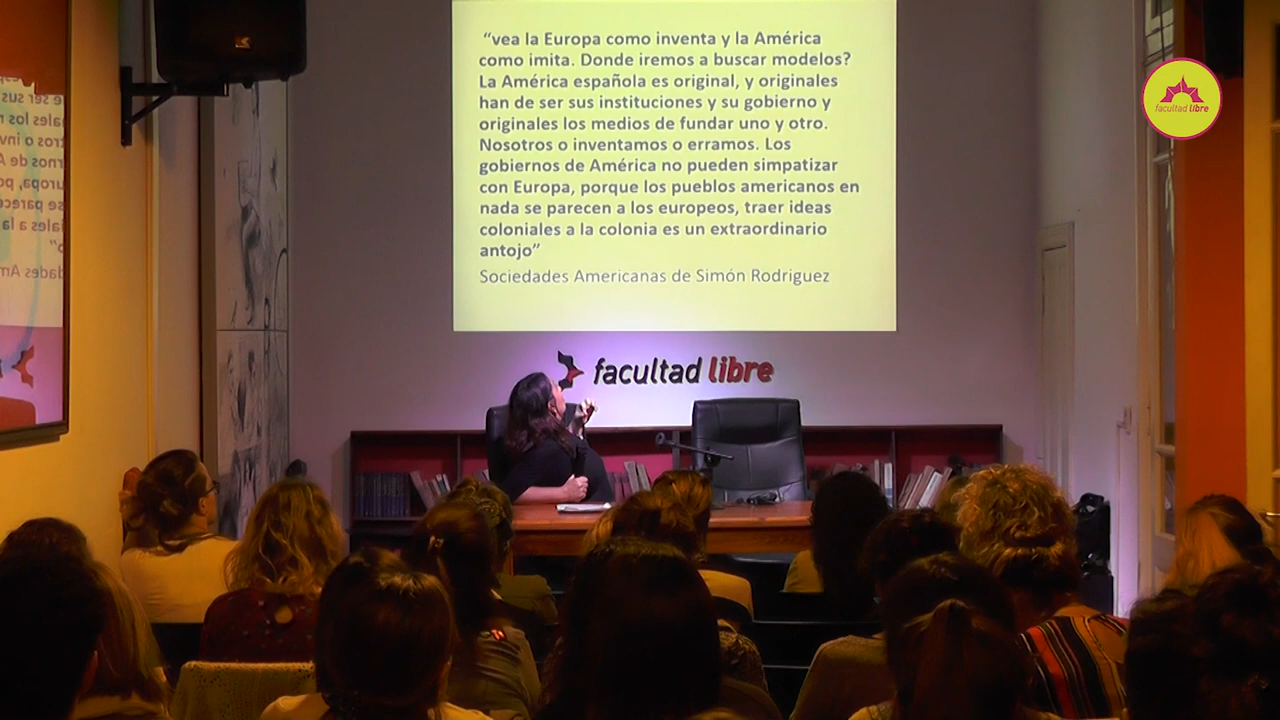 “vea la Europa como inventa y la América
como imita. Donde iremos a buscar modelos?
La América española es original, y originales
han de ser sus instituciones y su gobierno y
originales los medios de fundar uno y otro.
Nosotros o inventamos o erramos. Los
gobiernos de América no pueden simpatizar
con Europa, porque los pueblos americanos en
nada se parecen a los europeos, traer ideas
coloniales a la colonia es un extraordinario
antojo”
Sociedades Americanas de Simón Rodriguez
facultad libre
facultad libre